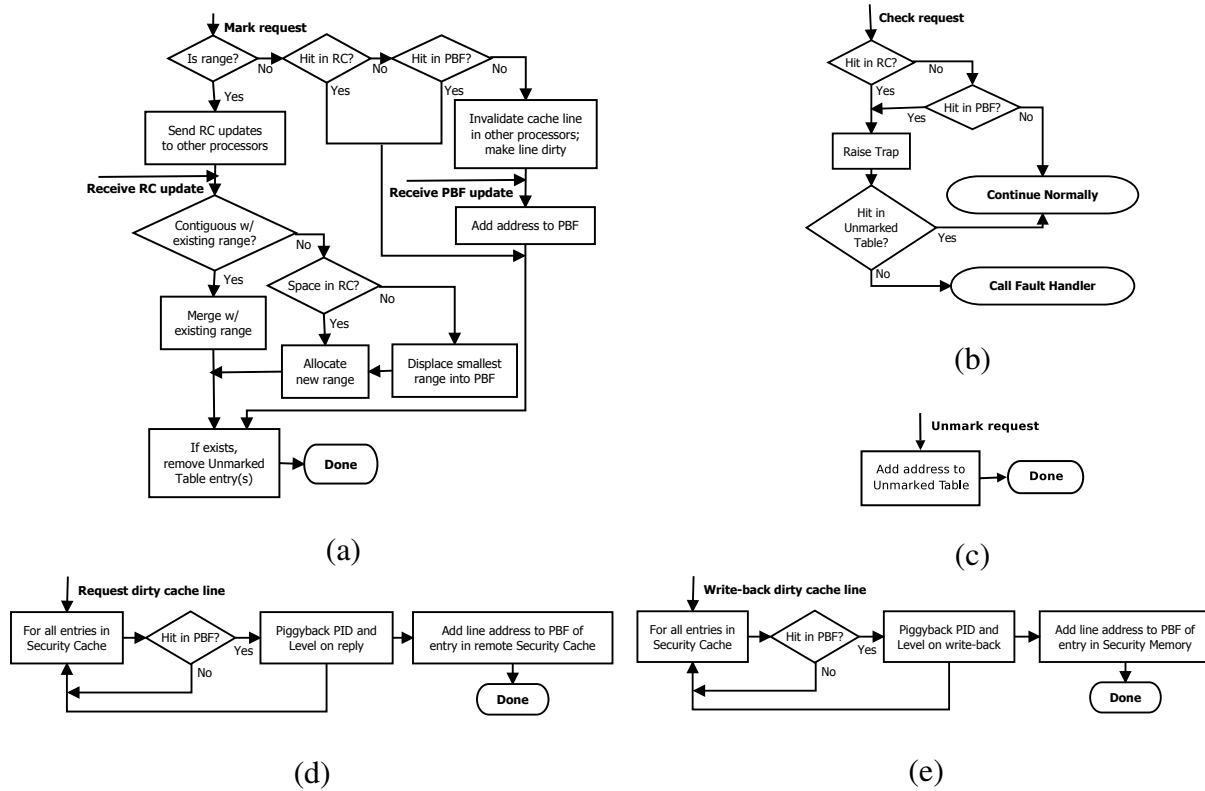 Mark request
Is range?
No
Hit in RC?
No
Hit in PBF?
No
Yes
Yes
Yes
Send RC updates
to other processors
Invalidate cache line
in other processors;
make line dirty
Receive RC update
Receive PBF update
Contiguous w/
existing range?
No
Add address to PBF
Yes
Space in RC?
No
Merge w/
existing range
Yes
Allocate
new range
Displace smallest
range into PBF
If exists,
remove Unmarked
Table entry(s)
Done
(a)
Check request
Hit in RC?
No
Yes
Hit in PBF?
Yes
No
Raise Trap
Continue Normally
Hit in
Unmarked
Table?
Yes
No
Call Fault Handler
(b)
Unmark request
Add address to
Unmarked Table
Done
(c)
Request dirty cache line
For all entries in
Security Cache
Hit in PBF?
Yes
No
Piggyback PID and
Level on reply
Add line address to PBF of
entry in remote Security Cache
Done
(d)
Write-back dirty cache line
For all entries in
Security Cache
Hit in PBF?
Yes
No
Piggyback PID and
Level on write-back
Add line address to PBF of
entry in Security Memory
Done
(e)